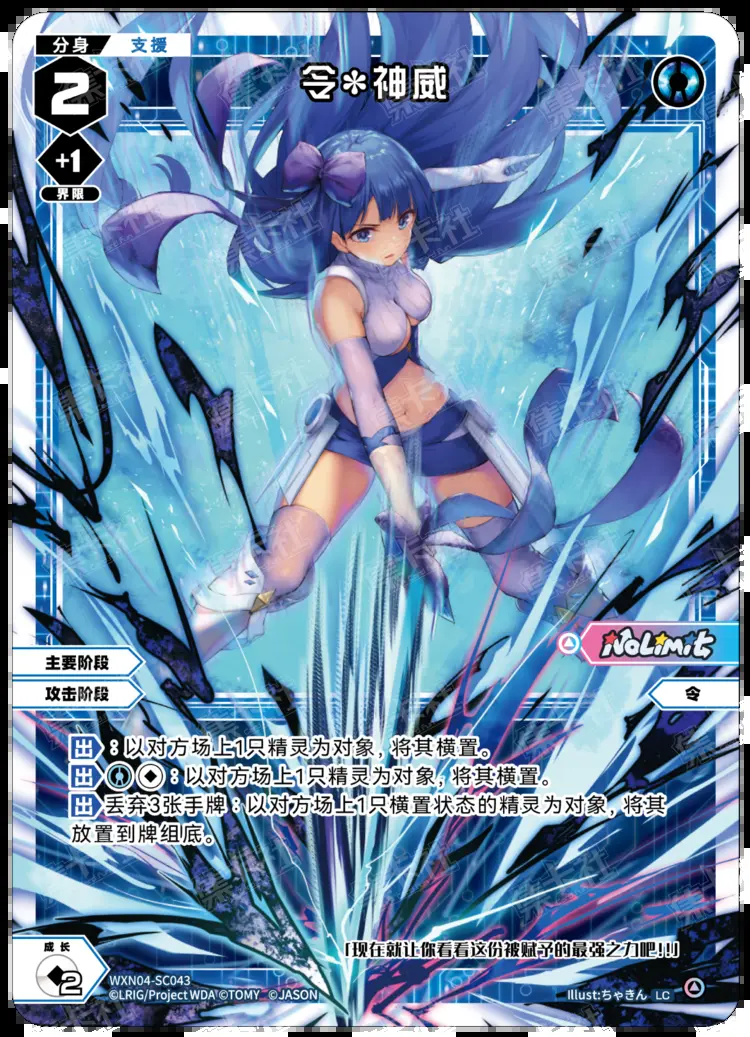 分身 支援
2
令*神威
+1
界限
NoLimit
主要阶段
攻击阶段
令
出:以对方场上1只精灵为对象,将其横置。
出:以对方场上1只精灵为对象,将其横置。
出丢弃3张手牌:以对方场上1只横置状态的精灵为对象,将其
放置到牌组底。
「现在就让你看看这份被赋予的最强之力吧!!」
成长
2
WXN04-SC043
©LRIG/Project WDA ©TOMY ©JASON
Illust:ちゃきん LC
集卡社